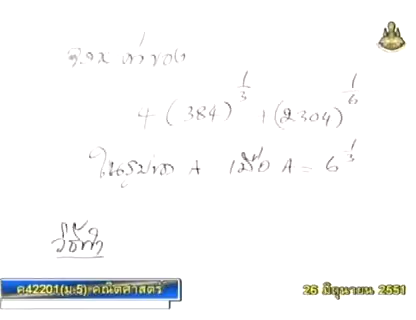 จ.หา ค่าของ
4(384)^{1/3} + (2304)^{1/6}
ในรูปของ A เมื่อ A = 6^{1/3}
วิธีทำ
ค42201(ม.5)-คณิตศาสตร์ 26 มิถุนายน 2551